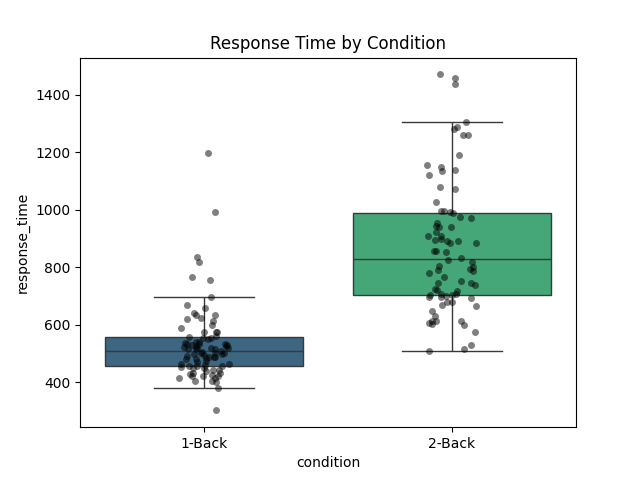 Response Time by Condition
response_time
1400
1200
1000
800
600
400
1-Back
2-Back
condition